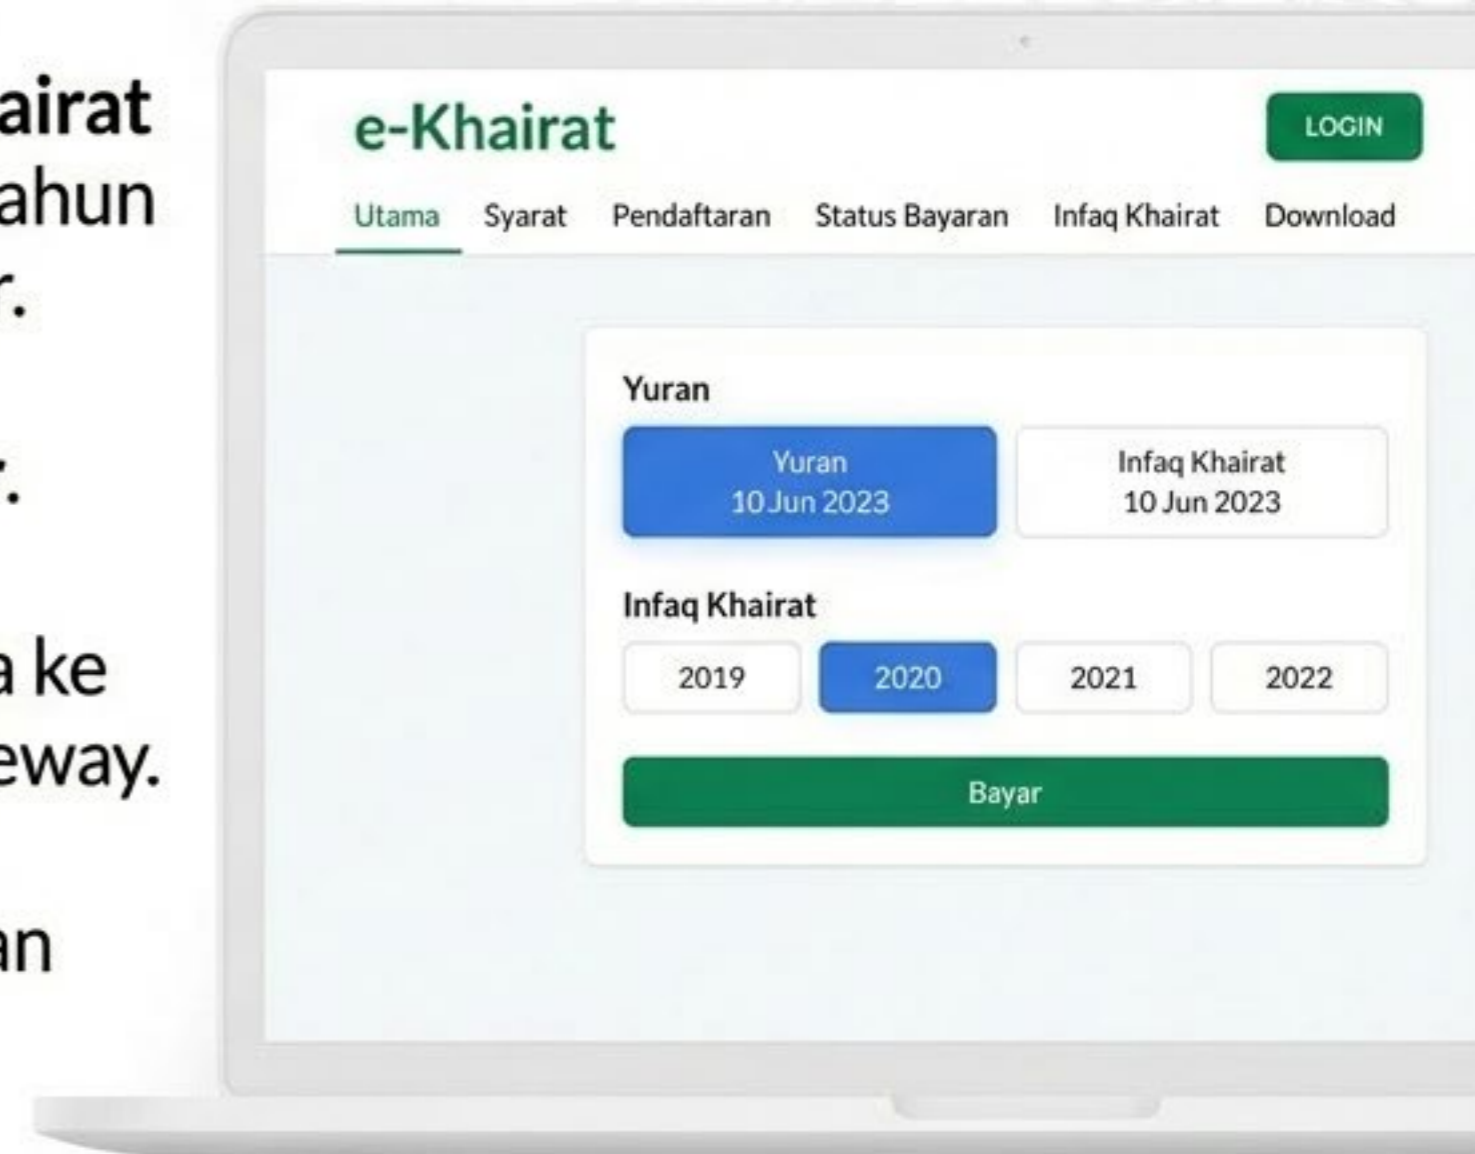 airat
ahun
r.
r.
a ke
eway.
an
e-Khairat
LOGIN
Utama Syarat Pendaftaran Status Bayaran Infaq Khairat Download
Yuran
Yuran
10 Jun 2023
Infaq Khairat
10 Jun 2023
Infaq Khairat
2019 2020 2021 2022
Bayar